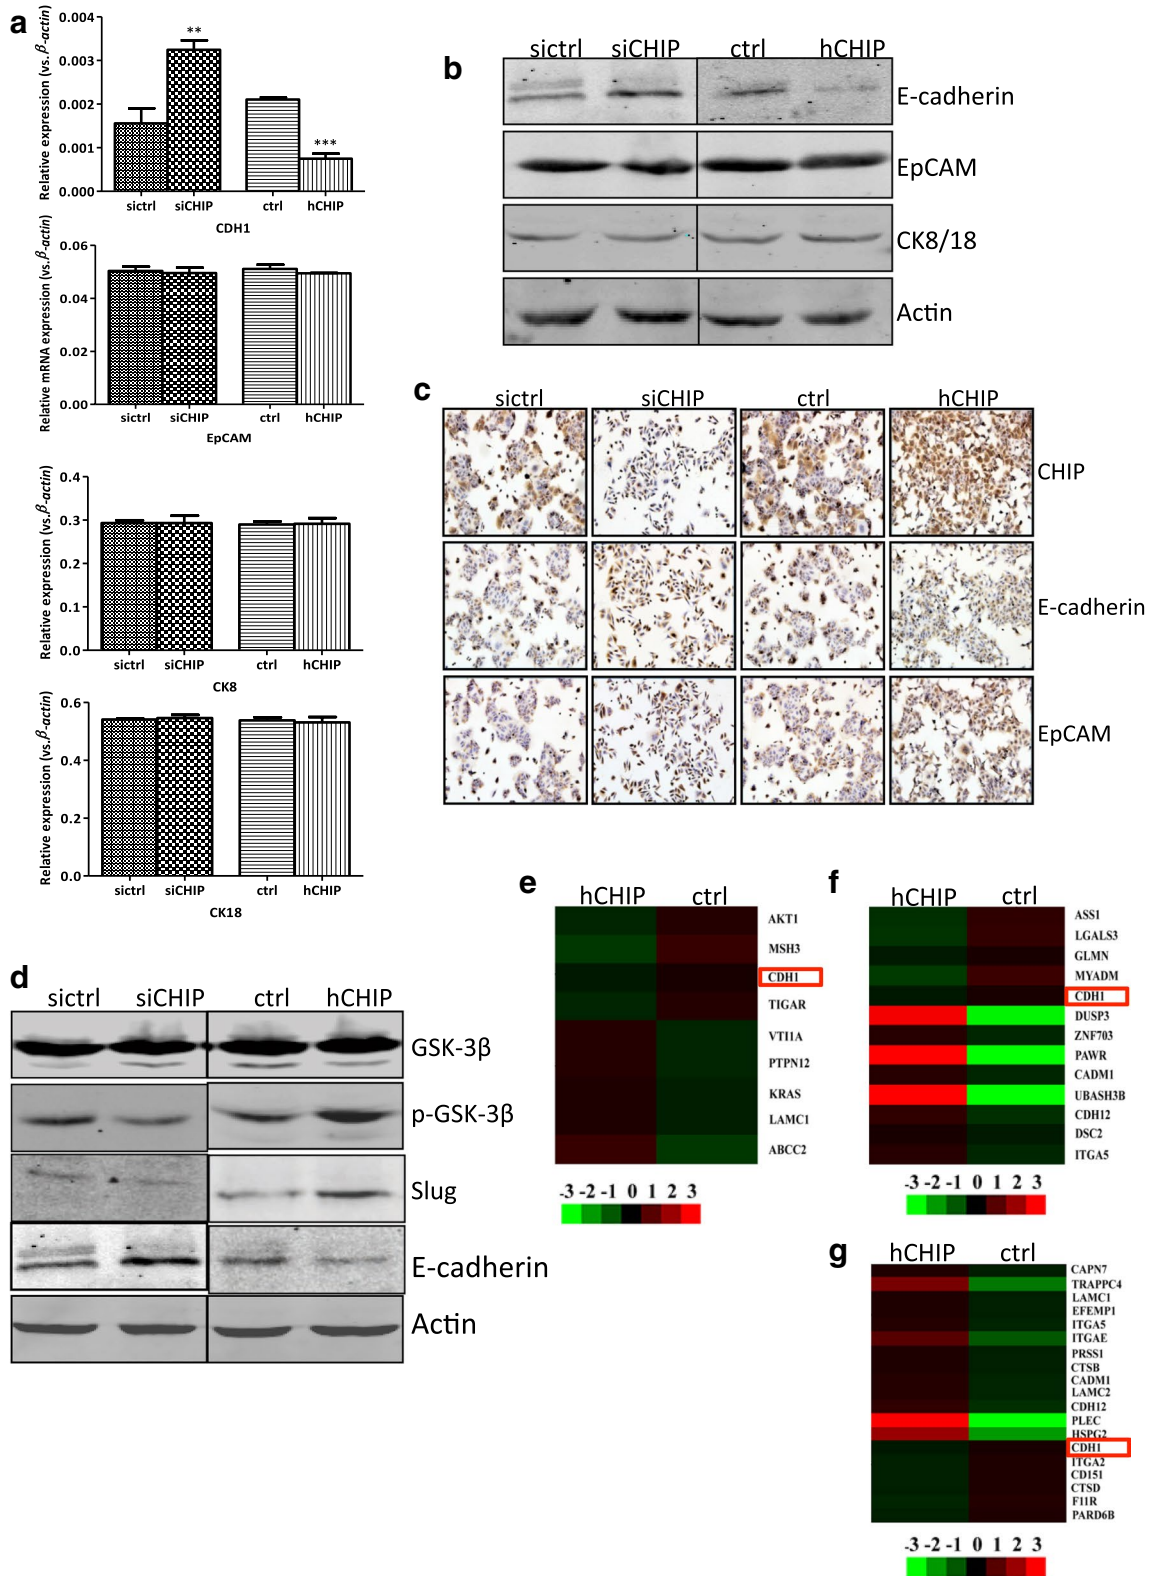 a
Relative expression (vs. β-actin)
0.004
0.003
0.002
0.001
0.000
**
***
sictrl siCHIP ctrl hCHIP
CDH1
Relative mRNA expression (vs. β-actin)
0.06
0.04
0.02
0.00
sictrl siCHIP ctrl hCHIP
EpCAM
Relative expression (vs. β-actin)
0.4
0.3
0.2
0.1
0.0
sictrl siCHIP ctrl hCHIP
CK8
Relative expression (vs. β-actin)
0.6
0.4
0.2
0.0
sictrl siCHIP ctrl hCHIP
CK18
b
sictrl siCHIP ctrl hCHIP
E-cadherin
EpCAM
CK8/18
Actin
c
sictrl siCHIP ctrl hCHIP
CHIP
E-cadherin
EpCAM
d
sictrl siCHIP ctrl hCHIP
GSK-3β
p-GSK-3β
Slug
E-cadherin
Actin
e
hCHIP ctrl
AKT1
MSH3
CDH1
TIGAR
VTI1A
PTPN12
KRAS
LAMC1
ABCC2
-3 -2 -1 0 1 2 3
f
hCHIP ctrl
ASS1
LGALS3
GLMN
MYADM
CDH1
DUSP3
ZNF703
PAWR
CADM1
UBASH3B
CDH12
DSC2
ITGA5
-3 -2 -1 0 1 2 3
g
hCHIP ctrl
CAPN7
TRAPPC4
LAMC1
EFEMP1
ITGA5
ITGAE
PRSS1
CTSB
CADM1
LAMC2
CDH12
PLEC
HSPG2
CDH1
ITGA2
CD151
CTSD
F11R
PARD6B
-3 -2 -1 0 1 2 3